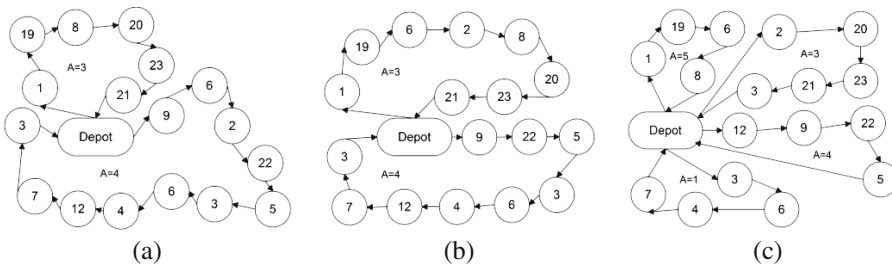 19 8 20
23
A=3
1 21
9 6
3 Depot 2
22
A=4
7 12 4 6 3 5
(a)
19 6 2 8
A=3
1 21 23 20
Depot 9 22 5
3
A=4
7 12 4 6 3
(b)
19 6 2 20
1 A=5 A=3
8 3 21 23
Depot 12 9 22
A=4
A=1 3 5
7 4 6
(c)